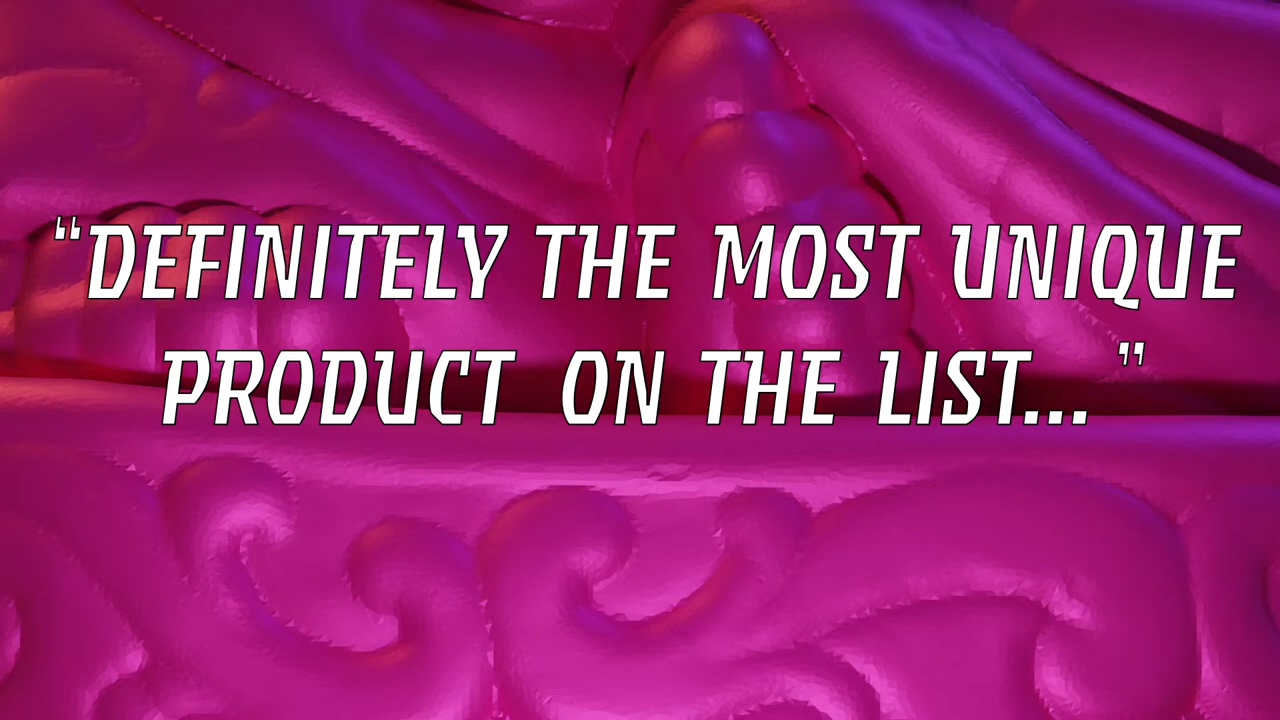 “DEFINITELY THE MOST UNIQUE
PRODUCT ON THE LIST...”